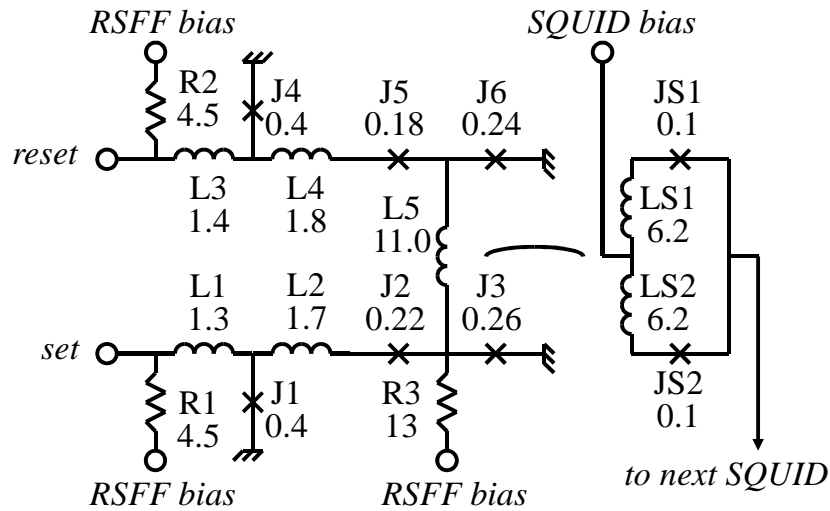 RSFF bias
SQUID bias
R2
4.5
J4
0.4
J5
0.18
J6
0.24
JS1
0.1
reset
L3
1.4
L4
1.8
L5
11.0
LS1
6.2
L1
1.3
L2
1.7
J2
0.22
J3
0.26
LS2
6.2
set
R1
4.5
J1
0.4
R3
13
JS2
0.1
RSFF bias
RSFF bias
to next SQUID